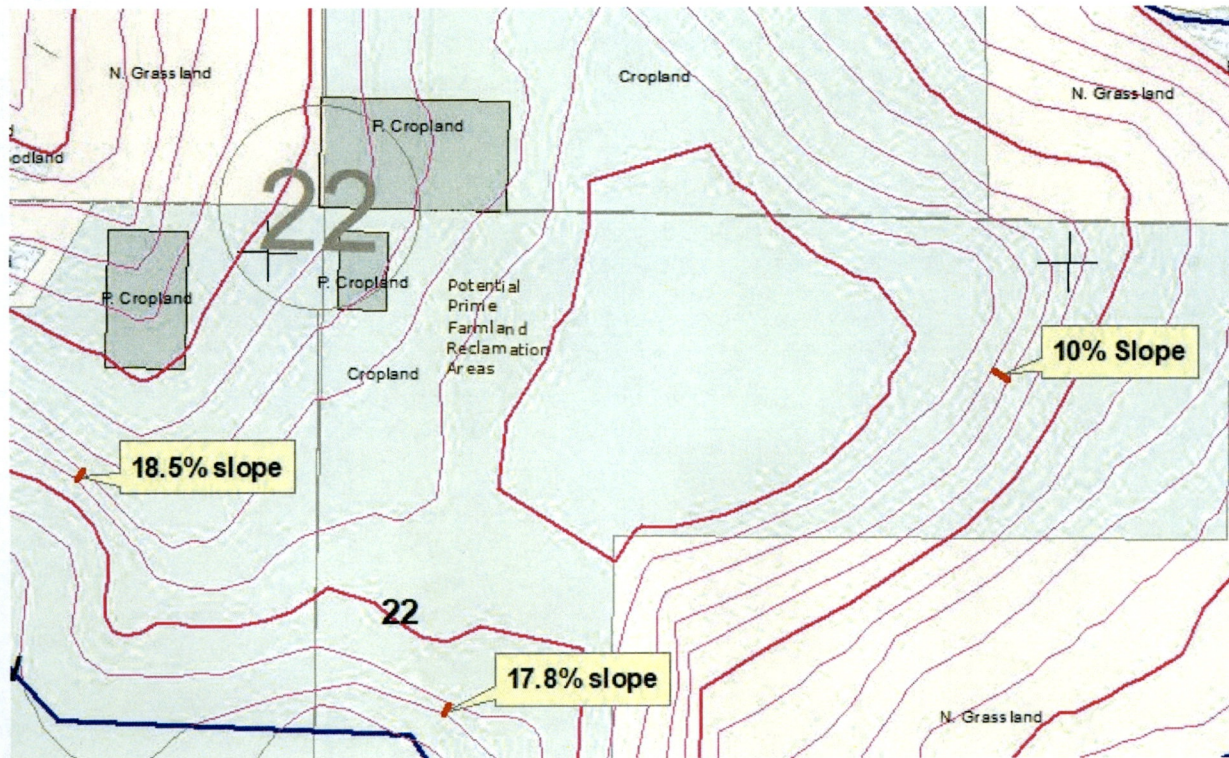 N. Grassland
Cropland
N. Grassland
P. Cropland
odland
22
P. Cropland
P. Cropland
Potential
Prime
Farmland
Reclamation
Areas
10% Slope
Cropland
18.5% slope
22
17.8% slope
N. Grassland